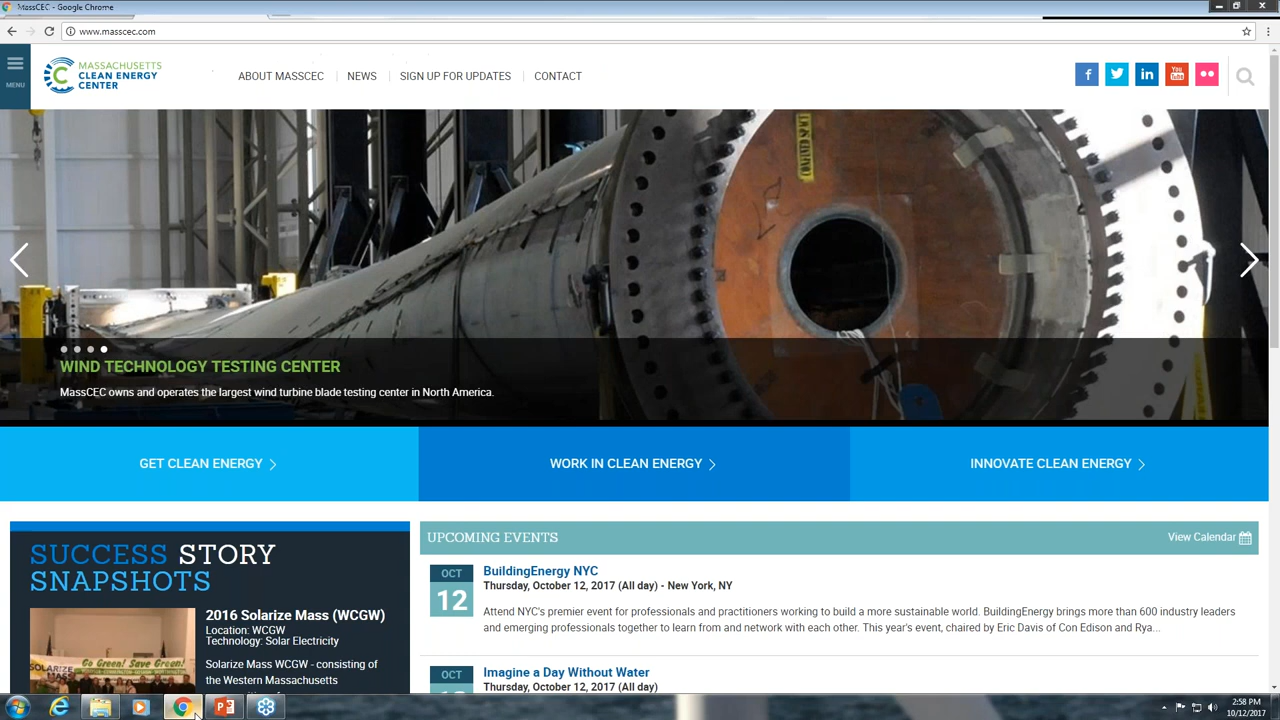 MassCEC - Google Chrome
www.masscec.com
MENU
MASSACHUSETTS
CLEAN ENERGY
CENTER
ABOUT MASSCEC
NEWS
SIGN UP FOR UPDATES
CONTACT
You
WIND TECHNOLOGY TESTING CENTER
MassCEC owns and operates the largest wind turbine blade testing center in North America.
GET CLEAN ENERGY
WORK IN CLEAN ENERGY
INNOVATE CLEAN ENERGY
SUCCESS STORY
SNAPSHOTS
2016 Solarize Mass (WCGW)
Location: WCGW
Technology: Solar Electricity
Solarize Mass WCGW - consisting of
the Western Massachusetts
SOLARIZE
Go Green! Save Green!
UPCOMING EVENTS
View Calendar
OCT
12
BuildingEnergy NYC
Thursday, October 12, 2017 (All day) - New York, NY
Attend NYC's premier event for professionals and practitioners working to build a more sustainable world. BuildingEnergy brings more than 600 industry leaders
and emerging professionals together to learn from and network with each other. This year's event, chaired by Eric Davis of Con Edison and Rya...
OCT
Imagine a Day Without Water
Thursday, October 12, 2017 (All day)
2:58 PM
10/12/2017